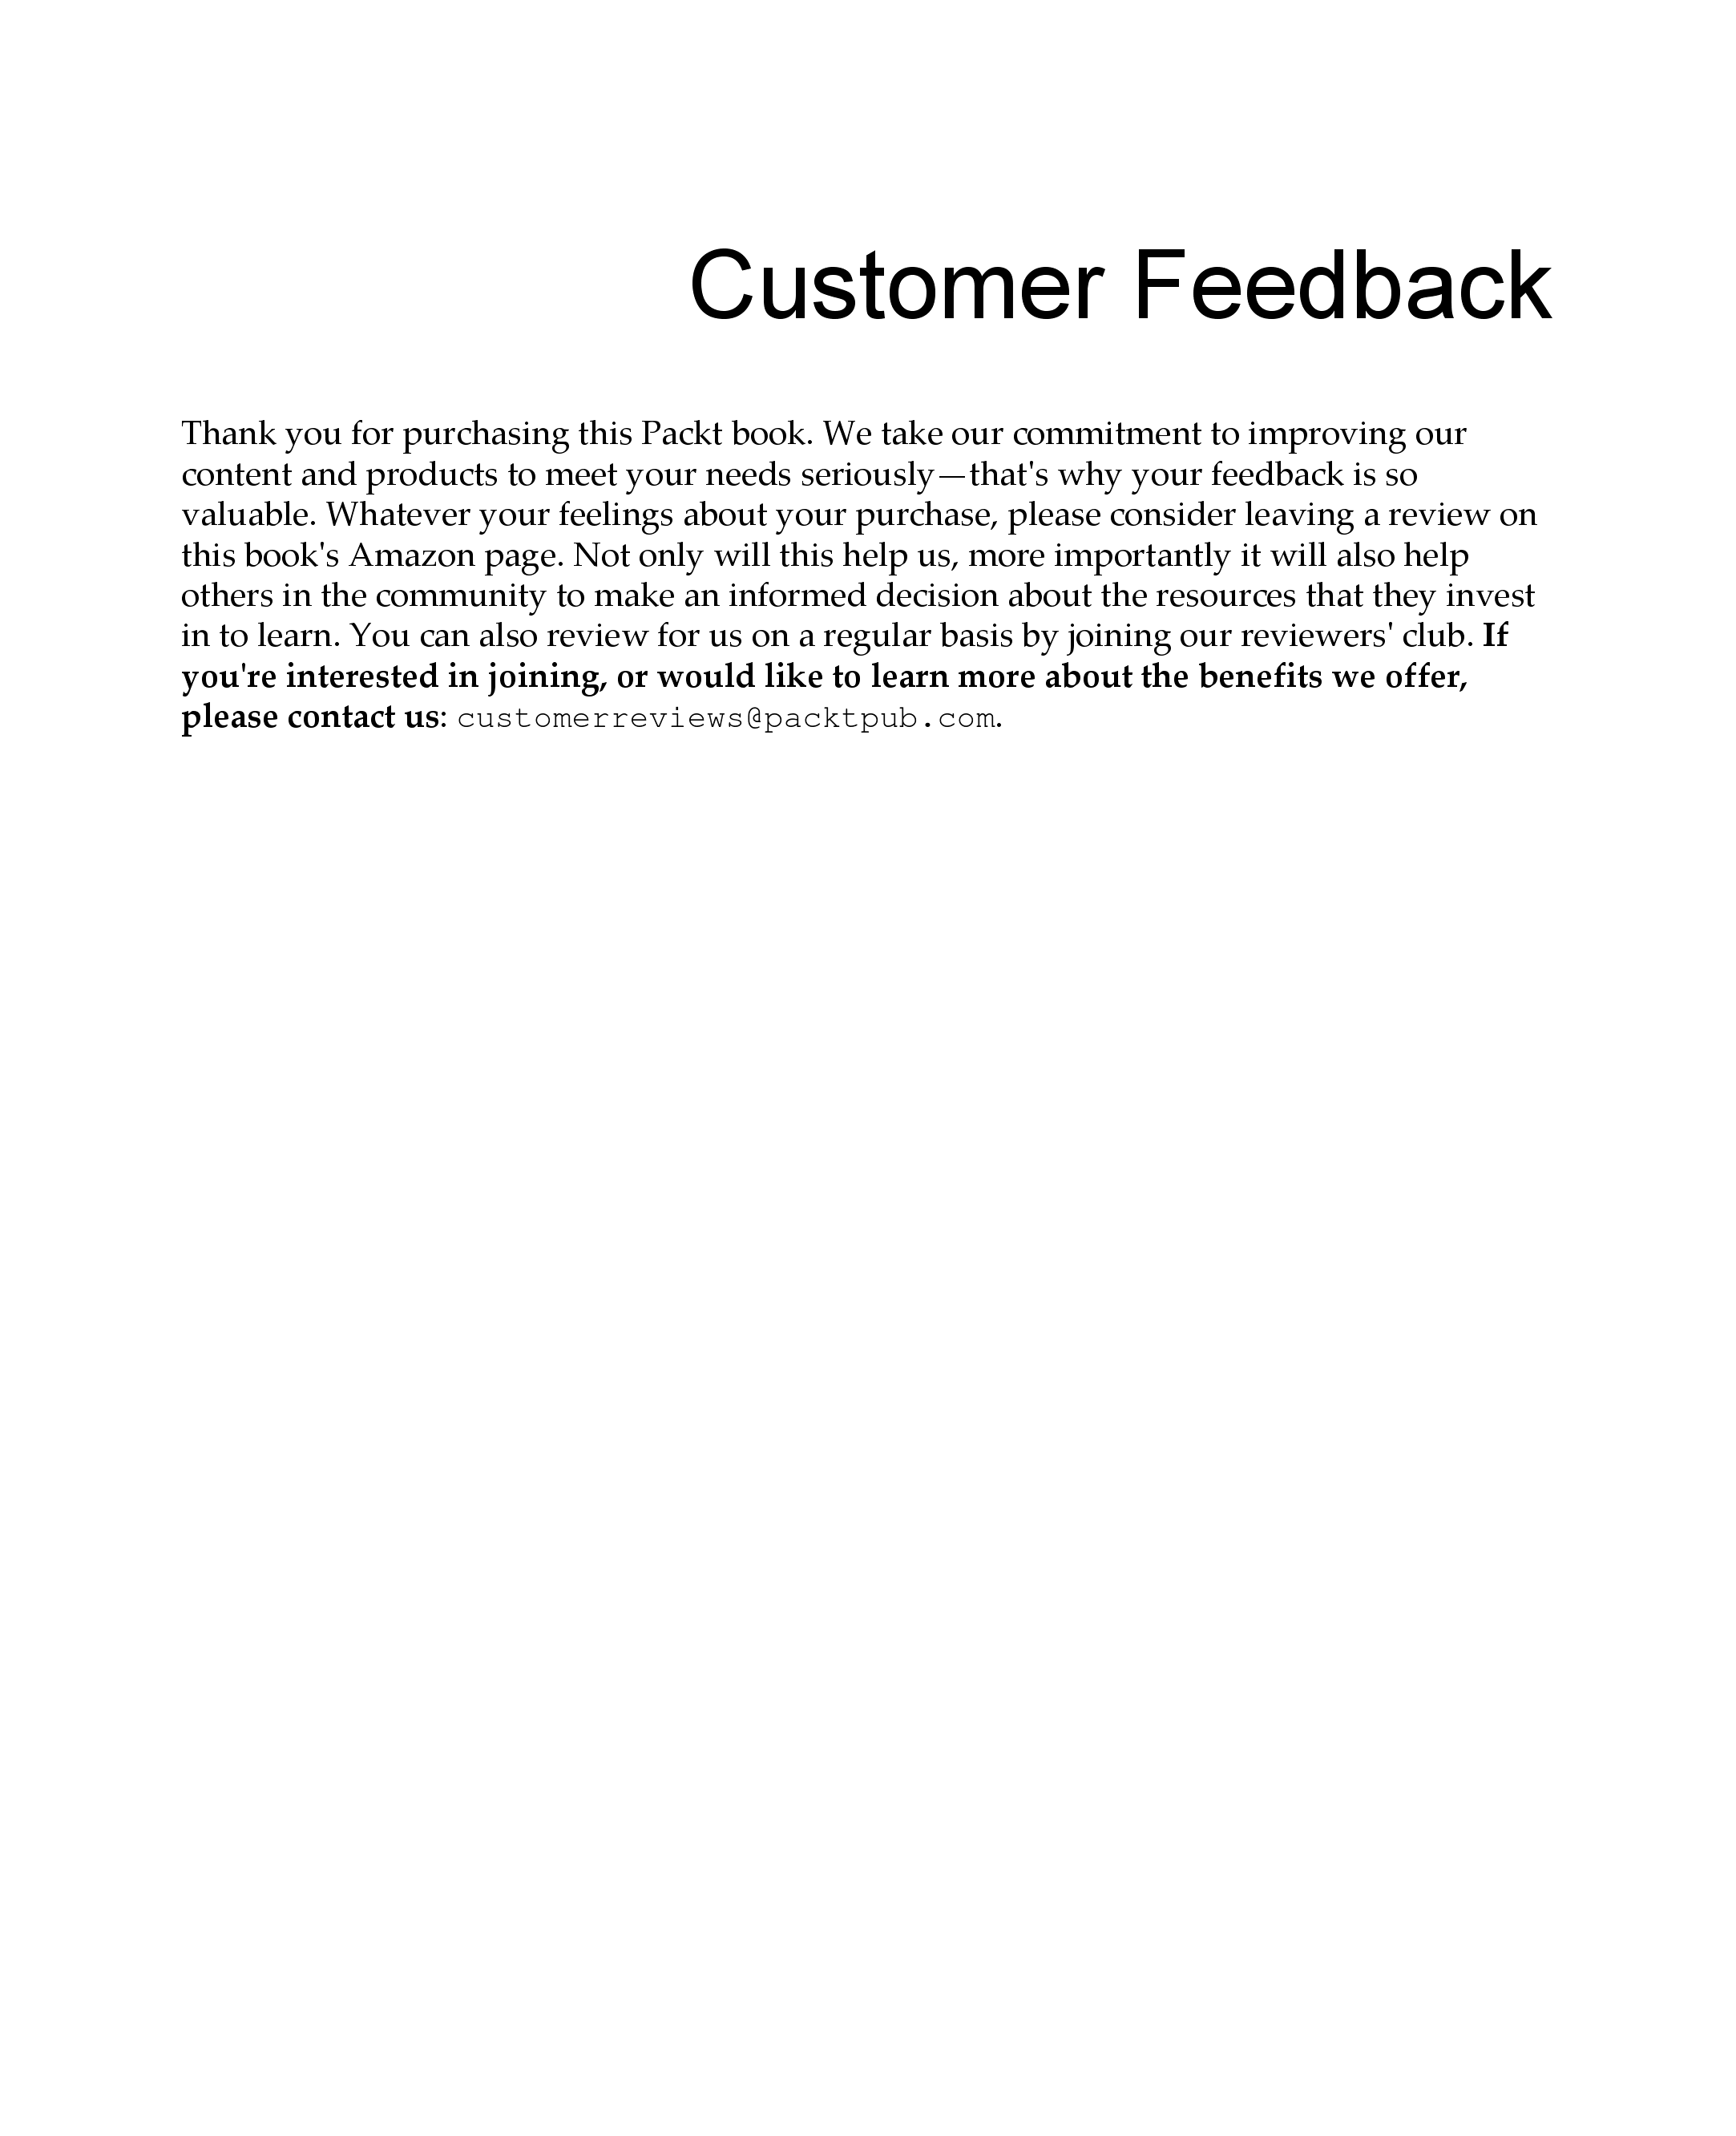 Customer Feedback
Thank you for purchasing this Packt book. We take our commitment to improving our
content and products to meet your needs seriously—that's why your feedback is so
valuable. Whatever your feelings about your purchase, please consider leaving a review on
this book's Amazon page. Not only will this help us, more importantly it will also help
others in the community to make an informed decision about the resources that they invest
in to learn. You can also review for us on a regular basis by joining our reviewers' club. If
you're interested in joining, or would like to learn more about the benefits we offer,
please contact us: customerreviews@packtpub.com.